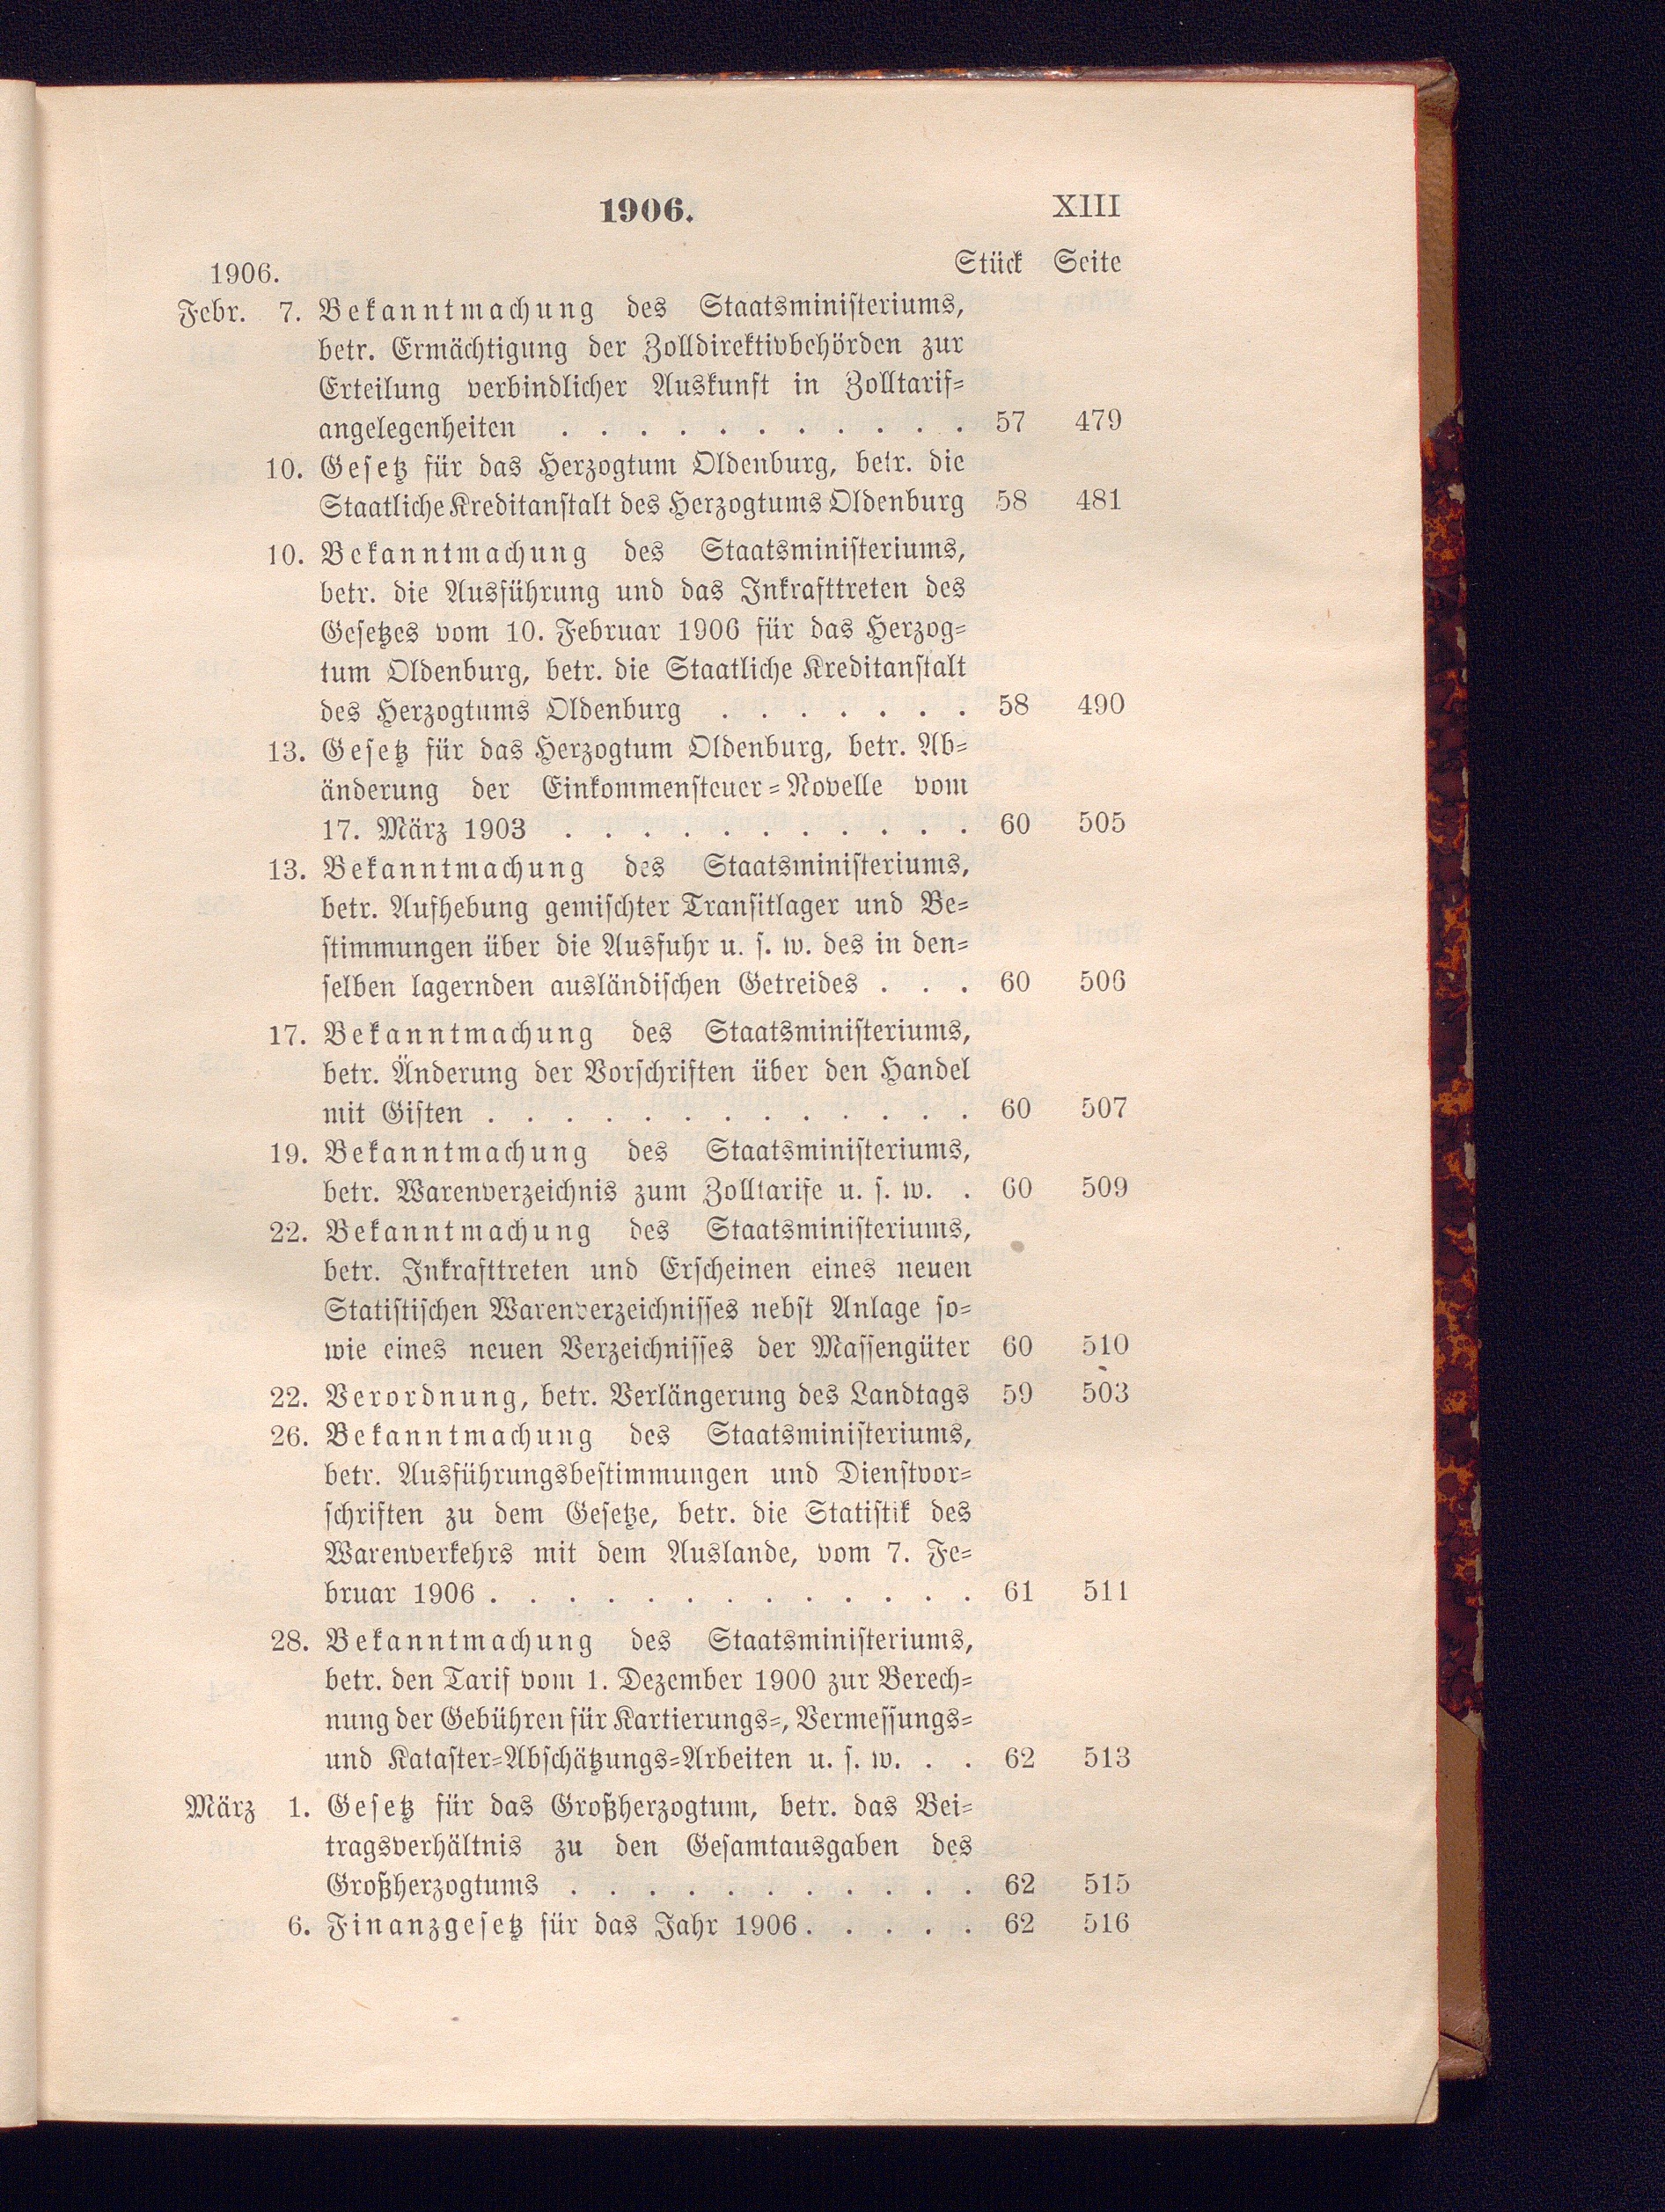 1906. XIII
1906. Stück Seite
Febr. 7. Bekanntmachung des Staatsministeriums,
betr. Ermächtigung der Zolldirektivbehörden zur
Erteilung verbindlicher Auskunft in Zolltarif-
angelegenheiten . . . . . . . . . . . 57 479
10. Gesetz für das Herzogtum Oldenburg, betr. die
Staatliche Kreditanstalt des Herzogtums Oldenburg 58 481
10. Bekanntmachung des Staatsministeriums,
betr. die Ausführung und das Inkrafttreten des
Gesetzes vom 10. Februar 1906 für das Herzog-
tum Oldenburg, betr. die Staatliche Kreditanstalt
des Herzogtums Oldenburg . . . . . . . 58 490
13. Gesetz für das Herzogtum Oldenburg, betr. Ab-
änderung der Einkommensteuer-Novelle vom
17. März 1903 . . . . . . . . . . . 60 505
13. Bekanntmachung des Staatsministeriums,
betr. Aufhebung gemischter Transitlager und Be-
stimmungen über die Ausfuhr u. s. w. des in den-
selben lagernden ausländischen Getreides . . . 60 506
17. Bekanntmachung des Staatsministeriums,
betr. Änderung der Vorschriften über den Handel
mit Giften . . . . . . . . . . . . . 60 507
19. Bekanntmachung des Staatsministeriums,
betr. Warenverzeichnis zum Zolltarife u. s. w. . 60 509
22. Bekanntmachung des Staatsministeriums,
betr. Inkrafttreten und Erscheinen eines neuen
Statistischen Warenverzeichnisses nebst Anlage so-
wie eines neuen Verzeichnisses der Massengüter 60 510
22. Verordnung, betr. Verlängerung des Landtags 59 503
26. Bekanntmachung des Staatsministeriums,
betr. Ausführungsbestimmungen und Dienstvor-
schriften zu dem Gesetze, betr. die Statistik des
Warenverkehrs mit dem Auslande, vom 7. Fe-
bruar 1906 . . . . . . . . . . . . . 61 511
28. Bekanntmachung des Staatsministeriums,
betr. den Tarif vom 1. Dezember 1900 zur Berech-
nung der Gebühren für Kartierungs-, Vermessungs-
und Kataster-Abschätzungs-Arbeiten u. s. w. . . 62 513
März 1. Gesetz für das Großherzogtum, betr. das Bei-
tragsverhältnis zu den Gesamtausgaben des
Großherzogtums . . . . . . . . . . . 62 515
6. Finanzgesetz für das Jahr 1906. . . . . 62 516